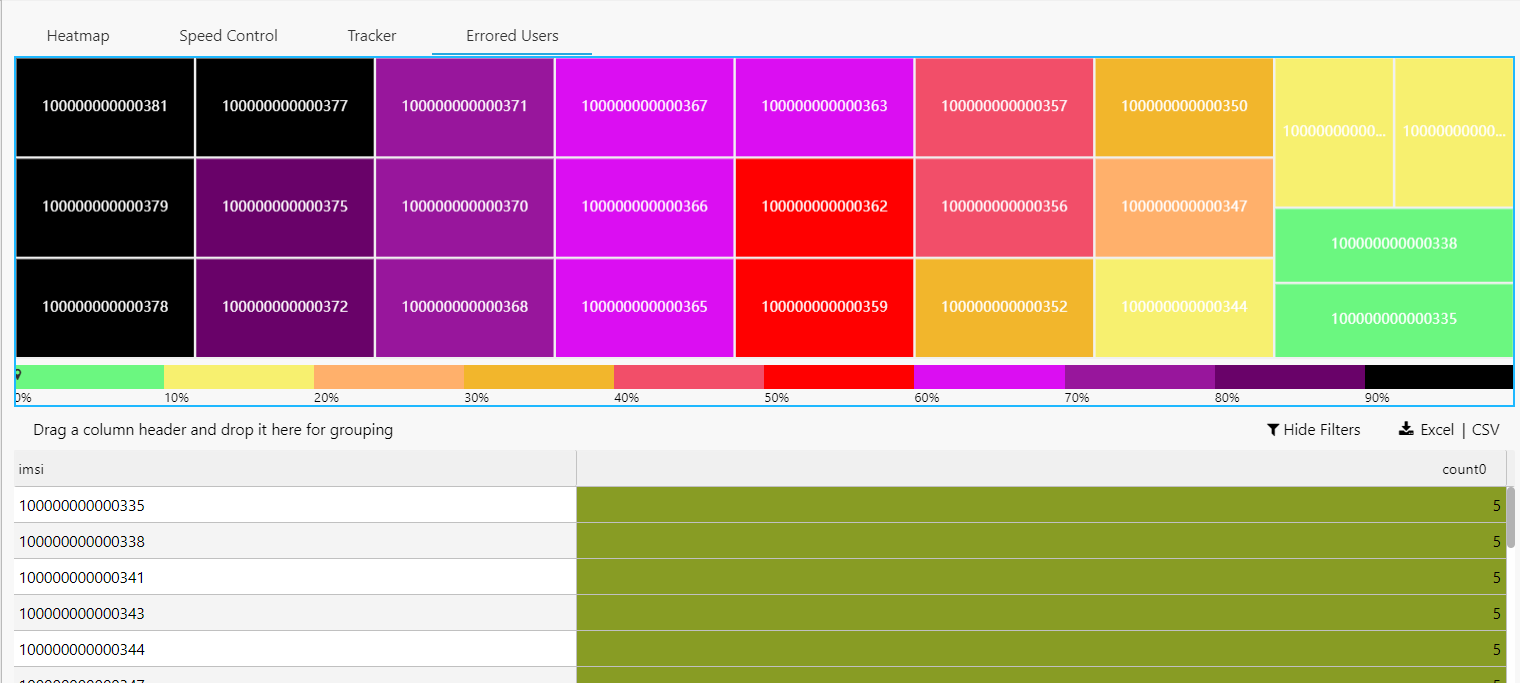 Heatmap Speed Control Tracker Errored Users
100000000000381 100000000000377 100000000000371 100000000000367 100000000000363 100000000000357 100000000000350
10000000000... 10000000000...
100000000000379 100000000000375 100000000000370 100000000000366 100000000000362 100000000000356 100000000000347
100000000000338
100000000000378 100000000000372 100000000000368 100000000000365 100000000000359 100000000000352 100000000000344
100000000000335
0% 10% 20% 30% 40% 50% 60% 70% 80% 90%
Drag a column header and drop it here for grouping Hide Filters Excel | CSV
imsi count0
100000000000335 5
100000000000338 5
100000000000341 5
100000000000343 5
100000000000344 5